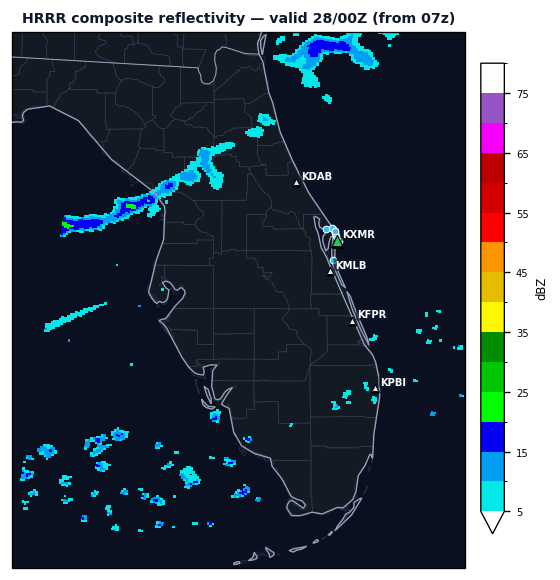 HRRR composite reflectivity — valid 28/00Z (from 07z)
KDAB
KXMR
KMLB
KFPR
KPBI
75
65
55
45
35
25
15
5
dBZ